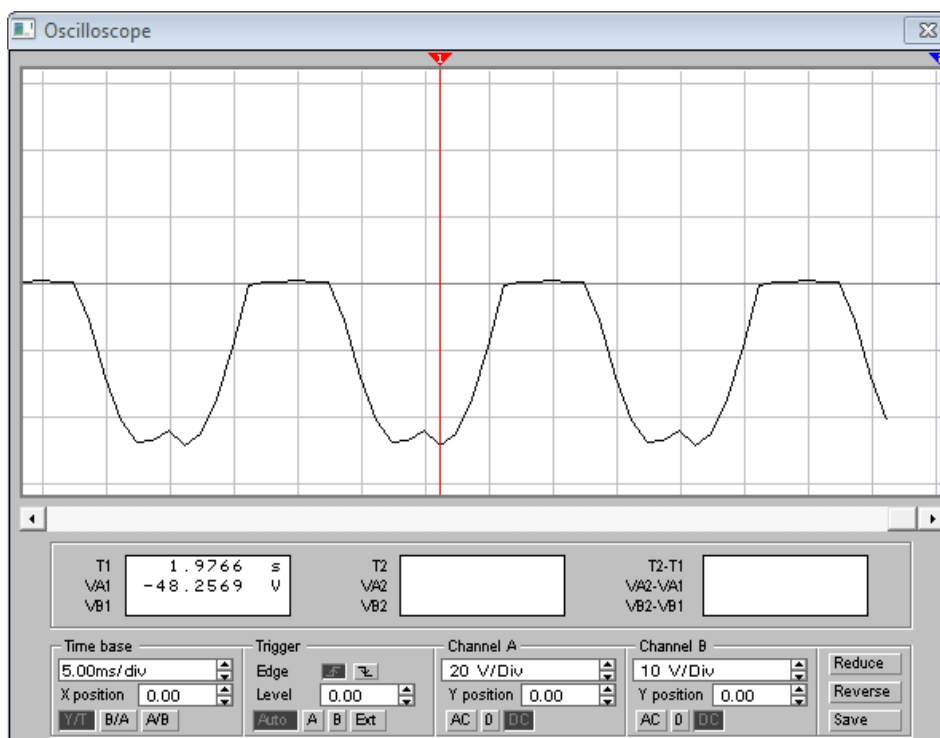 Oscilloscope
1
T1 1.9766 s
VA1 -48.2569 V
VB1
T2
VA2
VB2
T2-T1
VA2-VA1
VB2-VB1
Time base
5.00ms/div
X position 0.00
Y/T B/A A/B
Trigger
Edge
Level 0.00
Auto A B Ext
Channel A
20 V/Div
Y position 0.00
AC 0 DC
Channel B
10 V/Div
Y position 0.00
AC 0 DC
Reduce
Reverse
Save